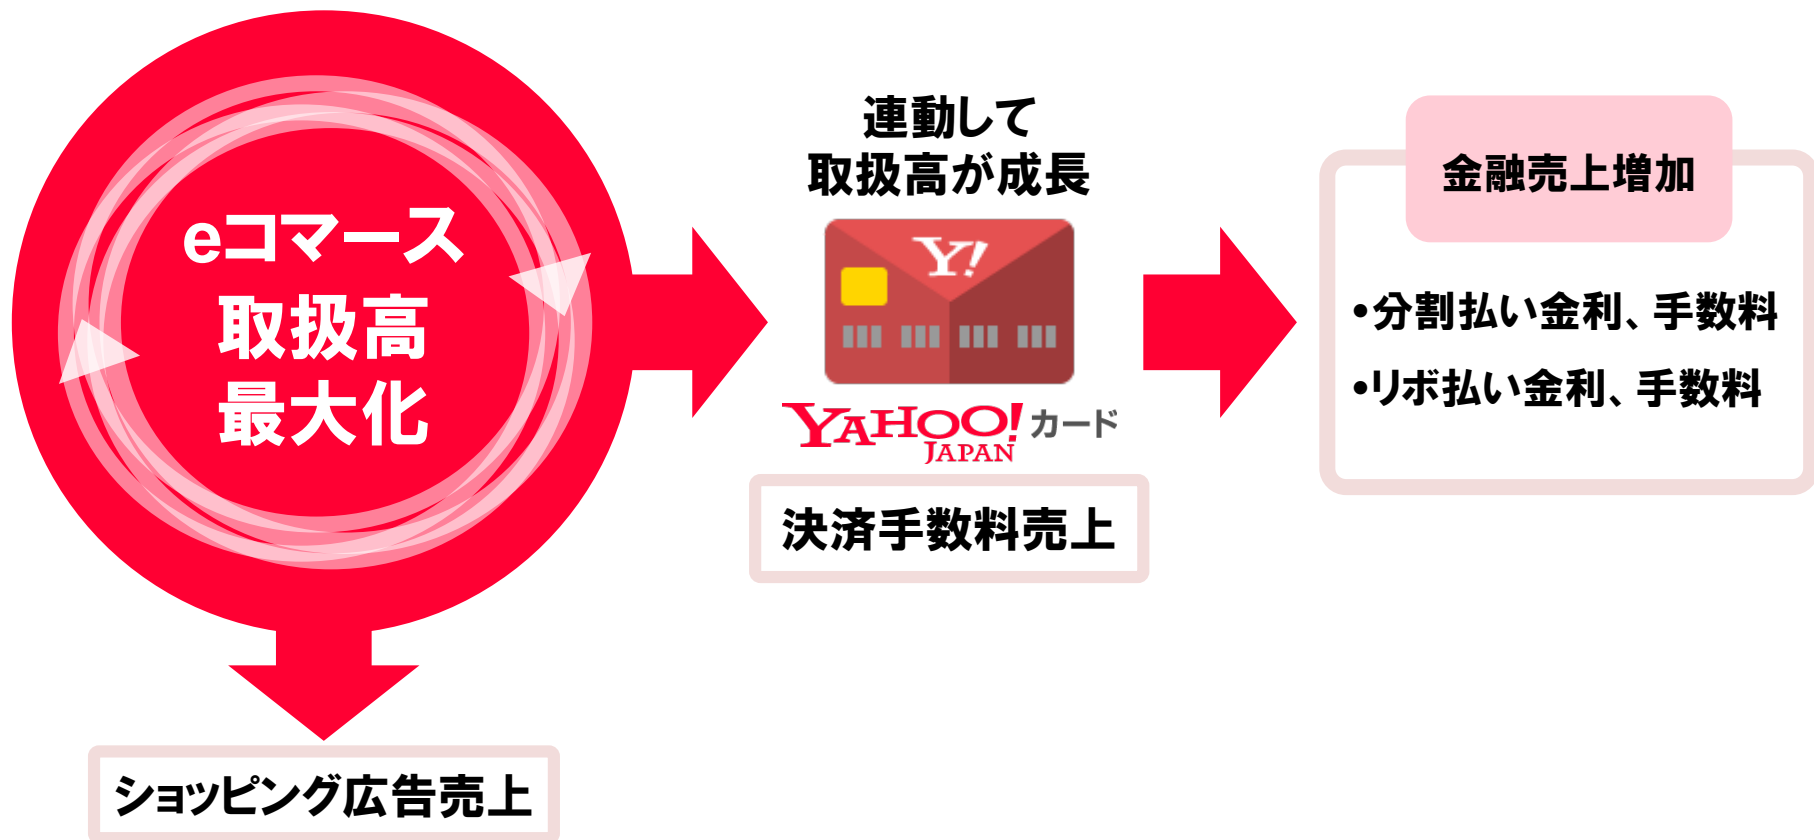 eコマース
取扱高
最大化
ショッピング広告売上
連動して
取扱高が成長
Y!
YAHOO! カード
JAPAN
決済手数料売上
金融売上増加
•分割払い金利、手数料
•リボ払い金利、手数料